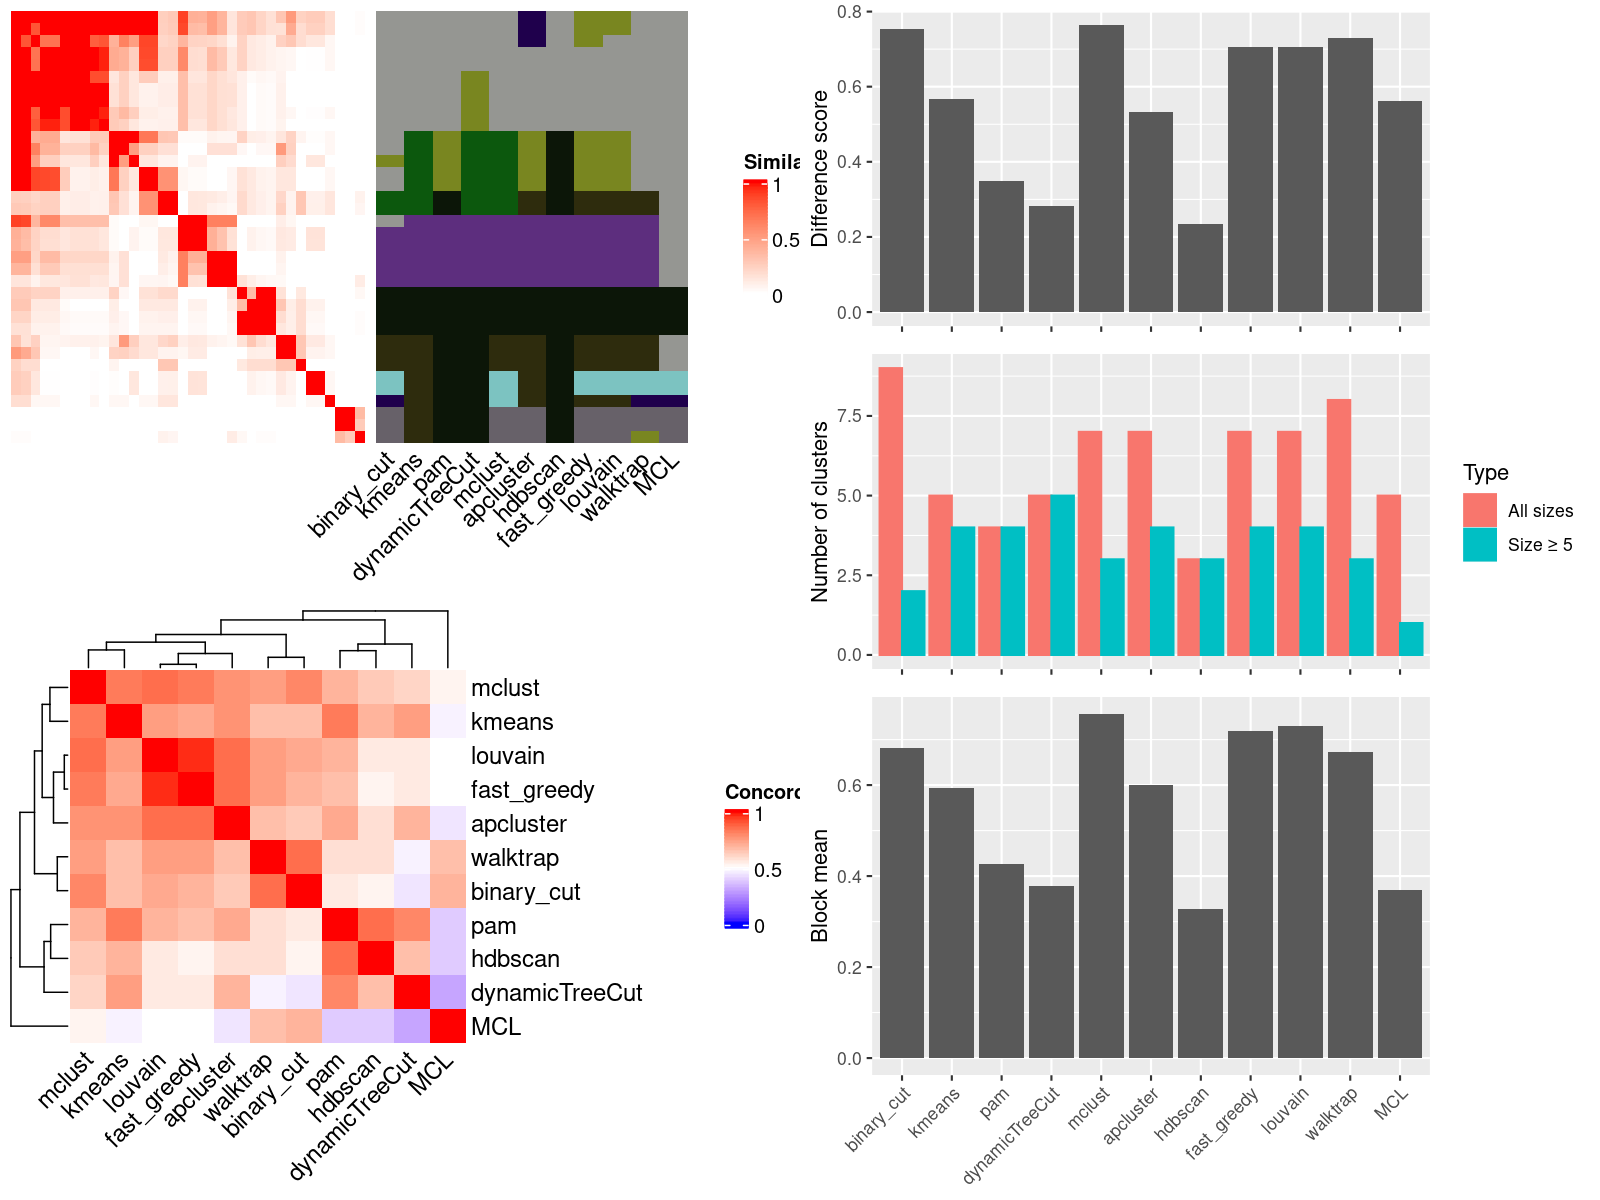 Simila
1
0.5
0
binary_cut
kmeans
pam
dynamicTreeCut
mclust
apcluster
hdbscan
fast_greedy
louvain
walktrap
MCL
mclust
kmeans
louvain
fast_greedy
apcluster
walktrap
binary_cut
pam
hdbscan
dynamicTreeCut
MCL
Concord
1
0.5
0
mclust
kmeans
louvain
fast_greedy
apcluster
walktrap
binary_cut
pam
hdbscan
dynamicTreeCut
MCL
Difference score
0.8
0.6
0.4
0.2
0.0
Number of clusters
7.5
5.0
2.5
0.0
Type
All sizes
Size ≥ 5
Block mean
0.6
0.4
0.2
0.0
binary_cut
kmeans
pam
dynamicTreeCut
mclust
apcluster
hdbscan
fast_greedy
louvain
walktrap
MCL